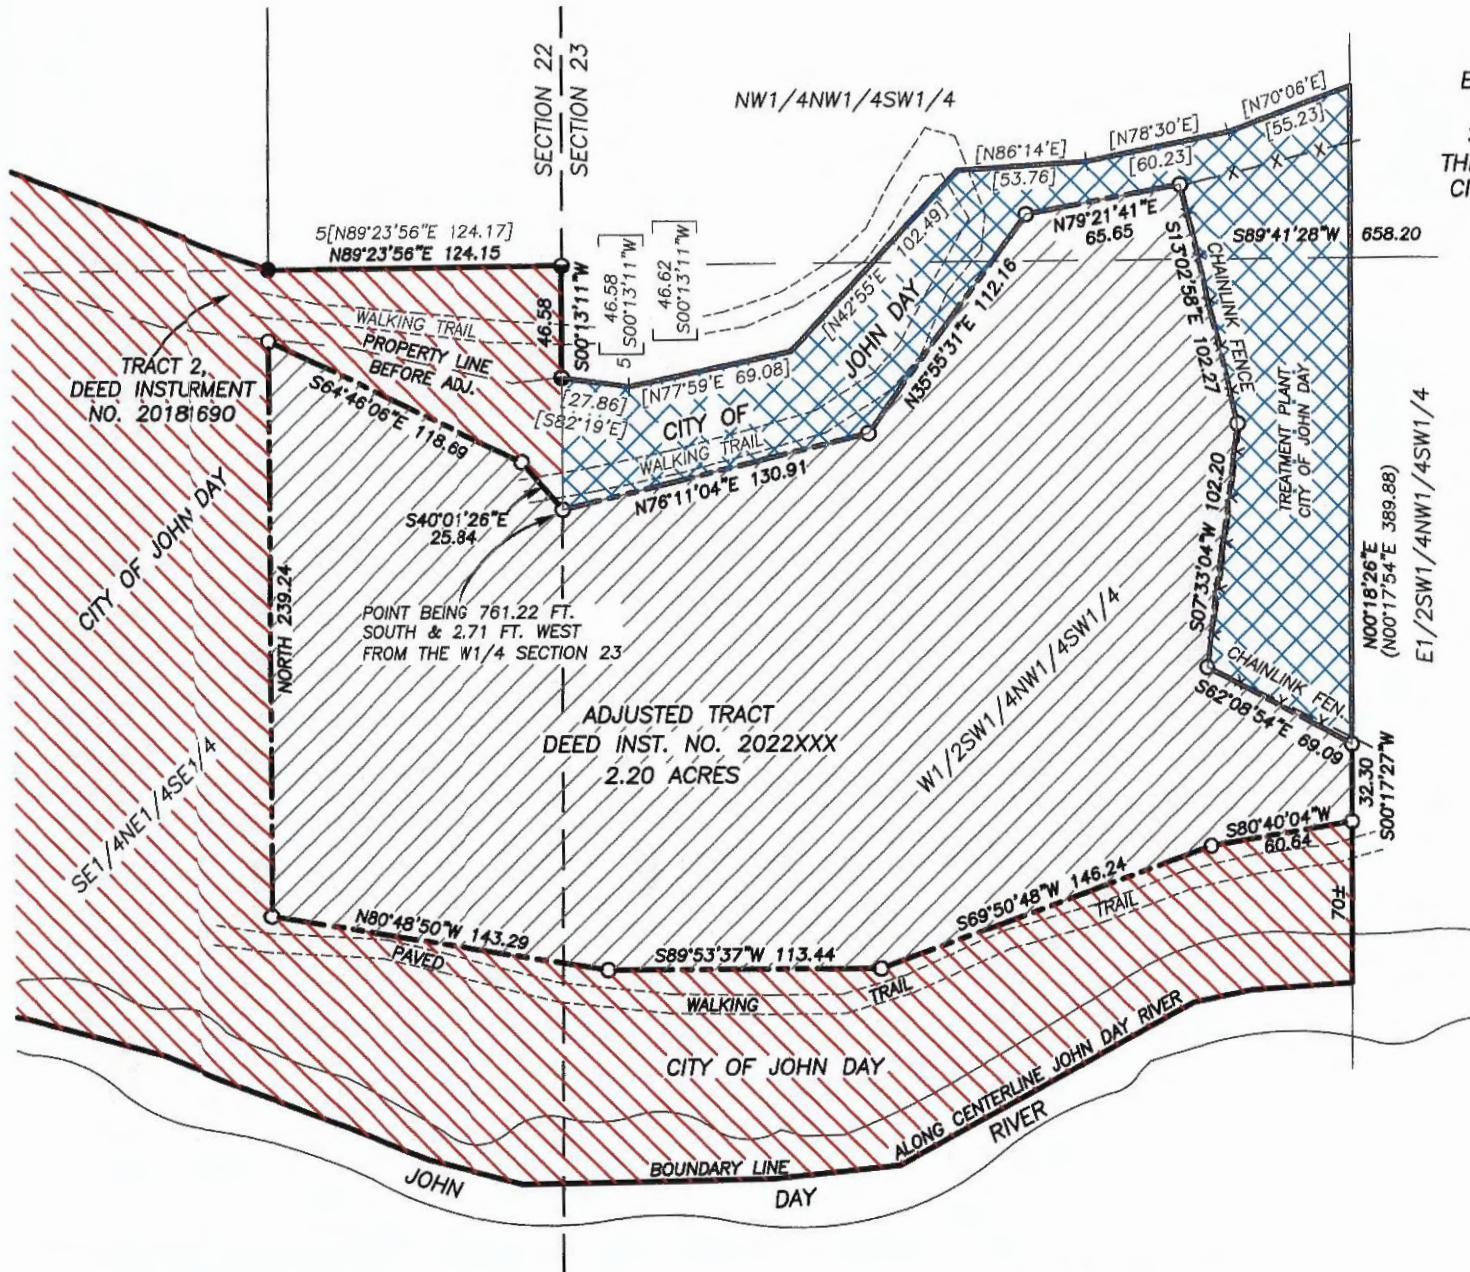 SECTION 22
SECTION 23
NW1/4NW1/4SW1/4
[N86°14'E]
[53.76]
[N78°30'E]
[60.23]
[N70°06'E]
[55.23]
5[N89°23'56"E 124.17]
N89°23'56"E 124.15
46.58
S00°13'11"W
5[46.58
S00°13'11"W]
[46.62
S00°13'11"W]
[N42°55'E 102.49]
N79°21'41"E
65.65
S89°41'28"W 658.20
WALKING TRAIL
PROPERTY LINE
BEFORE ADJ.
TRACT 2,
DEED INSTURMENT
NO. 20181690
[27.86]
[S82°19'E]
[N77°59'E 69.08]
CITY OF
JOHN DAY
WALKING TRAIL
N35°55'31"E 112.16
S13°02'58"E 102.27
CHAINLINK FENCE
TREATMENT PLANT
CITY OF JOHN DAY
S64°46'06"E 118.69
S40°01'26"E
25.84
N76°11'04"E 130.91
CITY OF JOHN DAY
NORTH 239.24
POINT BEING 761.22 FT.
SOUTH & 2.71 FT. WEST
FROM THE W1/4 SECTION 23
S07°33'04"W 102.20
N00°18'26"E
(N00°17'54"E 389.88)
E1/2SW1/4NW1/4SW1/4
CHAINLINK FEN
S62°08'54"E 69.09
ADJUSTED TRACT
DEED INST. NO. 2022XXX
2.20 ACRES
W1/2SW1/4NW1/4SW1/4
SE1/4NE1/4SE1/4
32.30
S00°17'27"W
S80°40'04"W
60.64
S69°50'48"W 146.24
TRAIL
70±
N80°48'50"W 143.29
PAVED
S89°53'37"W 113.44
WALKING
TRAIL
CITY OF JOHN DAY
ALONG CENTERLINE JOHN DAY RIVER
RIVER
BOUNDARY LINE
JOHN
DAY